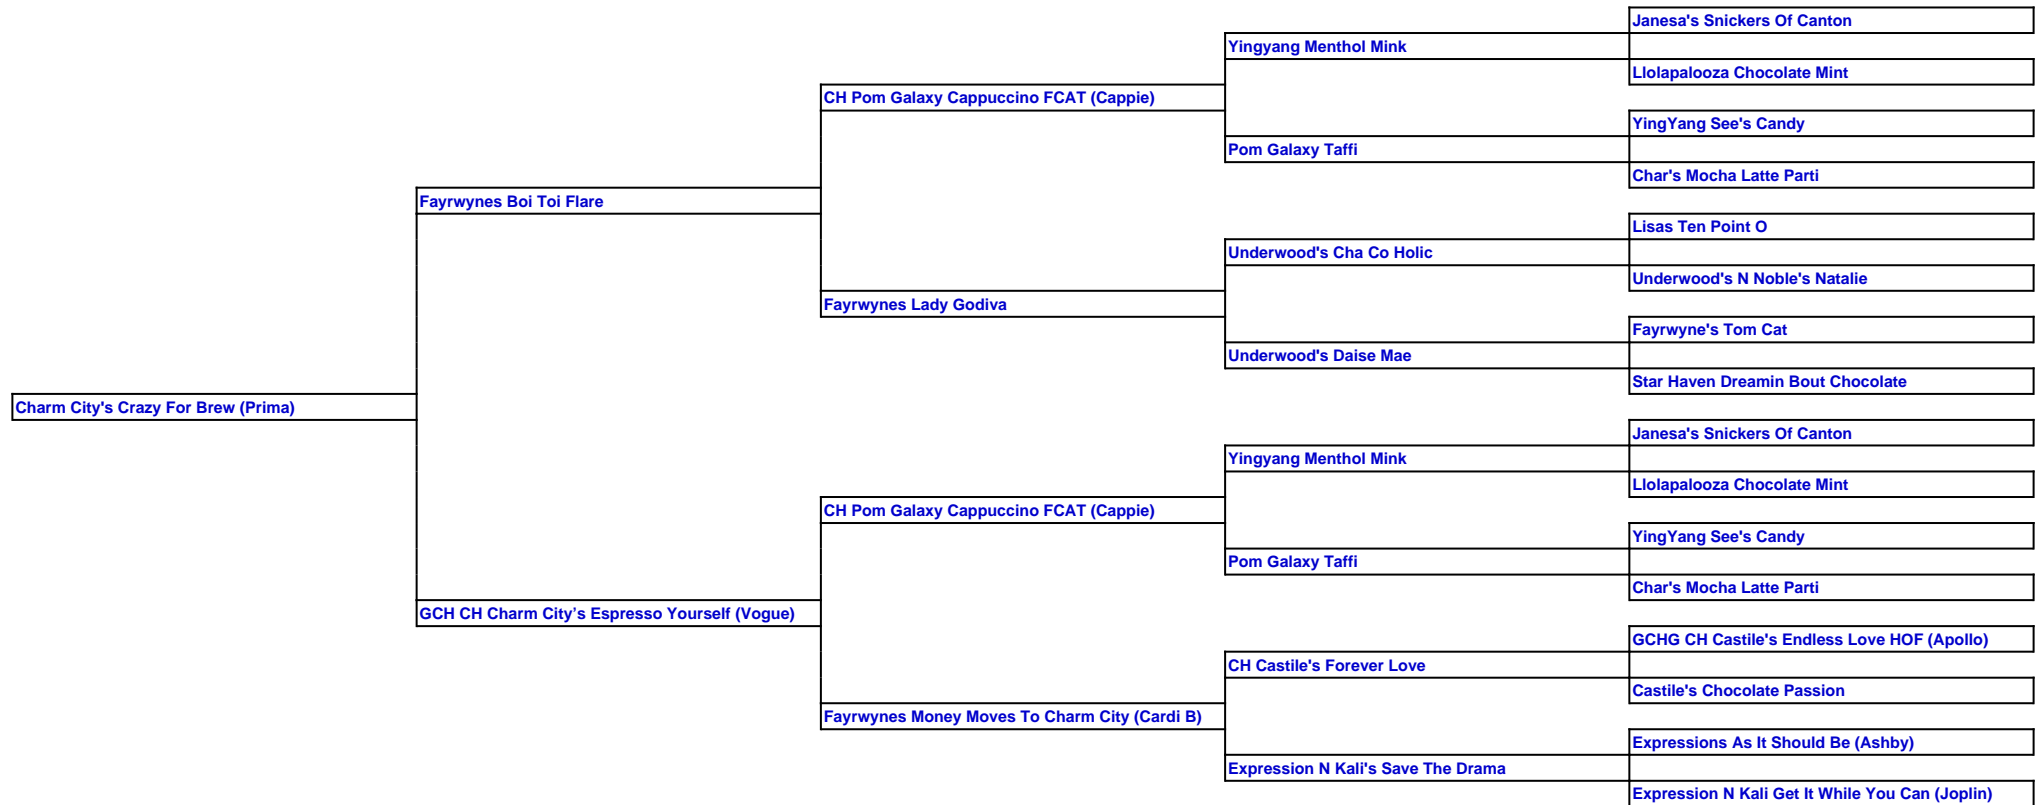 Janesa's Snickers Of Canton
Yingyang Menthol Mink
Llolapalooza Chocolate Mint
CH Pom Galaxy Cappuccino FCAT (Cappie)
YingYang See's Candy
Pom Galaxy Taffi
Char's Mocha Latte Parti
Fayrwynes Boi Toi Flare
Lisas Ten Point O
Underwood's Cha Co Holic
Underwood's N Noble's Natalie
Fayrwynes Lady Godiva
Fayrwyne's Tom Cat
Underwood's Daise Mae
Star Haven Dreamin Bout Chocolate
Charm City's Crazy For Brew (Prima)
Janesa's Snickers Of Canton
Yingyang Menthol Mink
Llolapalooza Chocolate Mint
CH Pom Galaxy Cappuccino FCAT (Cappie)
YingYang See's Candy
Pom Galaxy Taffi
Char's Mocha Latte Parti
GCH CH Charm City’s Espresso Yourself (Vogue)
GCHG CH Castile's Endless Love HOF (Apollo)
CH Castile's Forever Love
Castile's Chocolate Passion
Fayrwynes Money Moves To Charm City (Cardi B)
Expressions As It Should Be (Ashby)
Expression N Kali's Save The Drama
Expression N Kali Get It While You Can (Joplin)